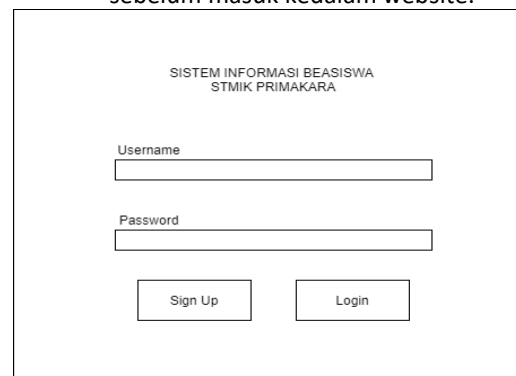 sebelum masuk kedalam website.
SISTEM INFORMASI BEASISWA
STMIK PRIMAKARA
Username
Password
Sign Up
Login